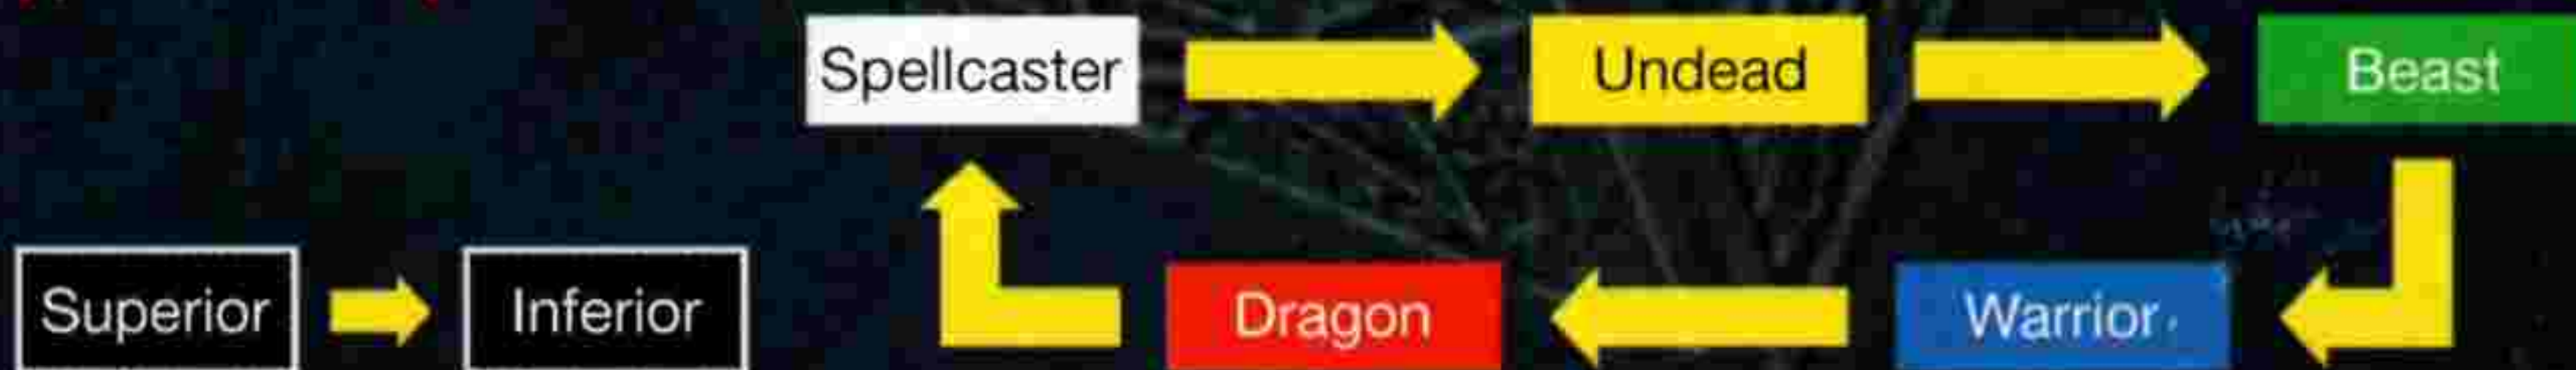 Spellcaster
Undead
Beast
Superior
Inferior
Dragon
Warrior